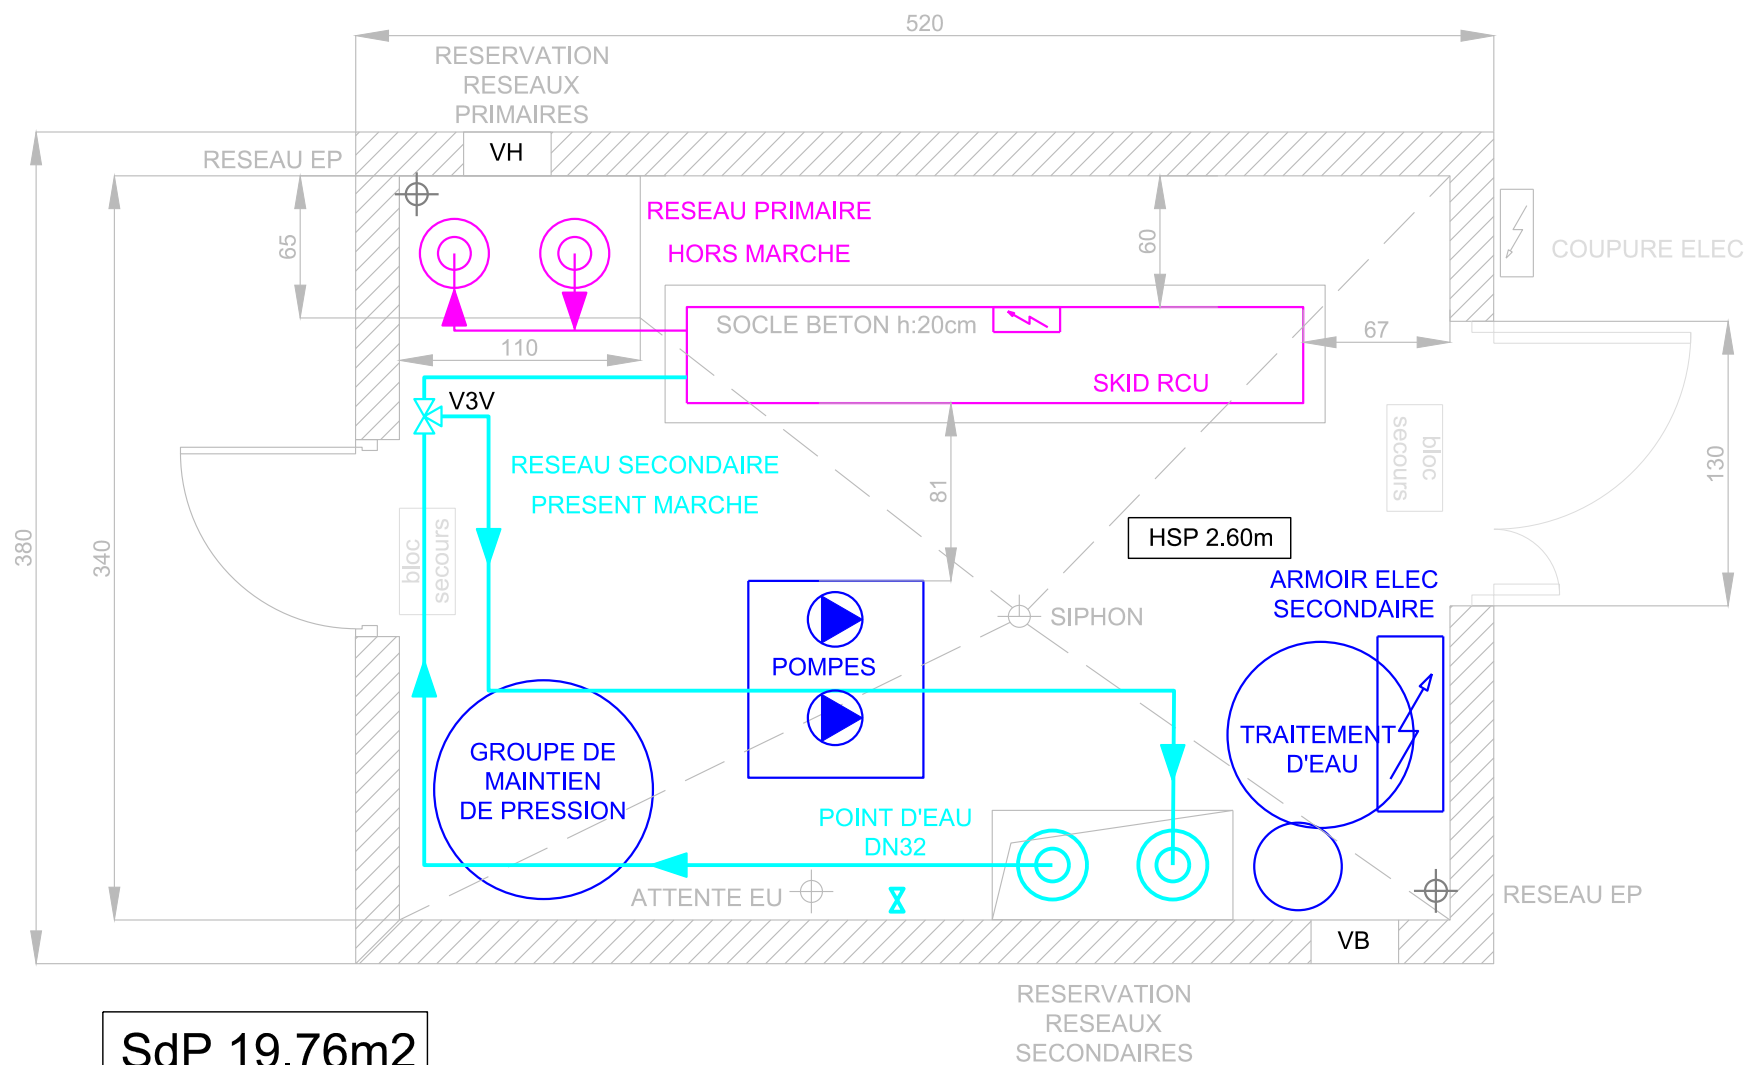 520
RESERVATION
RESEAUX
PRIMAIRES
RESEAU EP
VH
RESEAU PRIMAIRE
HORS MARCHE
65
60
COUPURE ELEC
SOCLE BETON h:20cm
110
67
SKID RCU
V3V
RESEAU SECONDAIRE
PRESENT MARCHE
bloc
secours
130
81
380
340
bloc
secours
HSP 2.60m
ARMOIR ELEC
SECONDAIRE
SIPHON
POMPES
GROUPE DE
MAINTIEN
DE PRESSION
TRAITEMENT
D'EAU
POINT D'EAU
DN32
ATTENTE EU
RESEAU EP
VB
RESERVATION
RESEAUX
SECONDAIRES
SdP 19.76m2